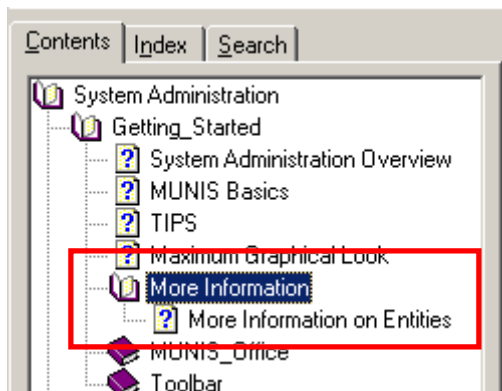 Contents Index Search
System Administration
Getting_Started
System Administration Overview
MUNIS Basics
TIPS
Maximum Graphical Look
More Information
More Information on Entities
MUNIS_Office
Toolbar